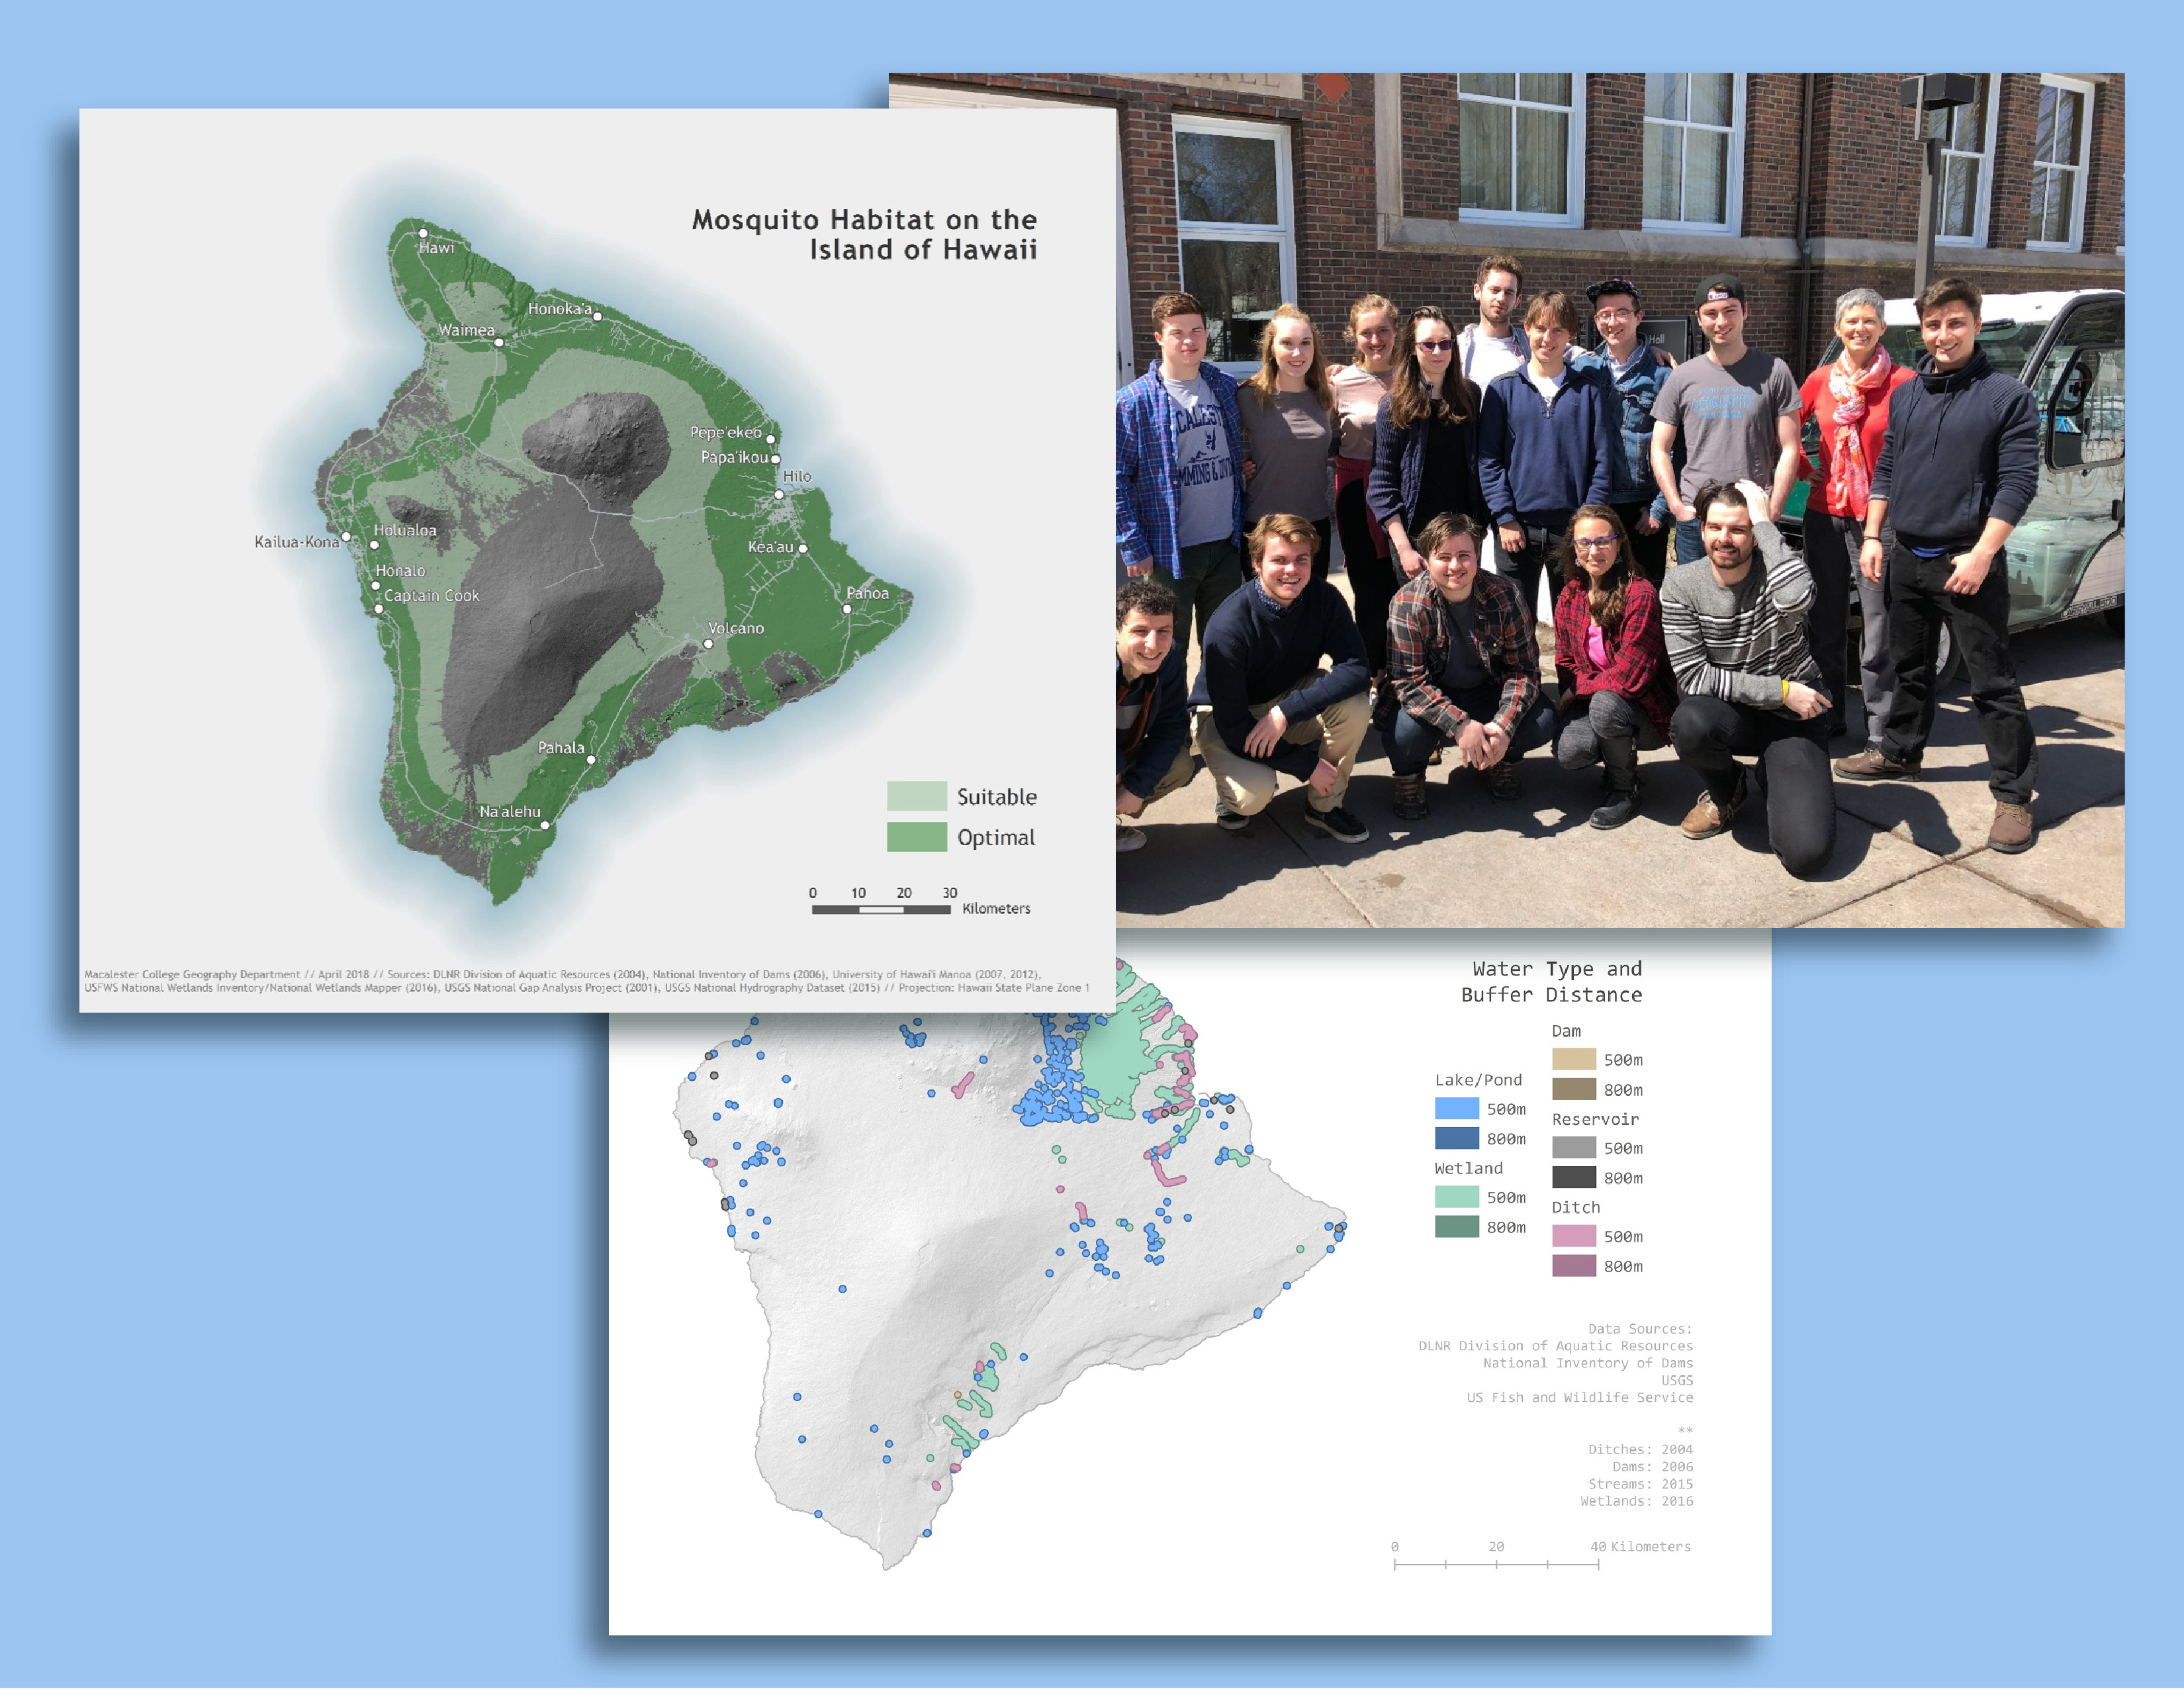 Mosquito Habitat on the
Island of Hawaii
Hawi
Honoka'a
Waimea
Pepe'ekeo
Papa'ikou
Hilo
Holualoa
Kailua-Kona
Kea'au
Honalo
Captain Cook
Pahoa
Volcano
Pahala
Na'alehu
Suitable
Optimal
0 10 20 30
Kilometers
Macalester College Geography Department // April 2018 // Sources: DLNR Division of Aquatic Resources (2004), National Inventory of Dams (2006), University of Hawai'i Manoa (2007, 2012),
USFWS National Wetlands Inventory/National Wetlands Mapper (2016), USGS National Gap Analysis Project (2001), USGS National Hydrography Dataset (2015) // Projection: Hawaii State Plane Zone 1
Hall
Water Type and
Buffer Distance
Lake/Pond
500m
800m
Wetland
500m
800m
Dam
500m
800m
Reservoir
500m
800m
Ditch
500m
800m
Data Sources:
DLNR Division of Aquatic Resources
National Inventory of Dams
USGS
US Fish and Wildlife Service
**
Ditches: 2004
Dams: 2006
Streams: 2015
Wetlands: 2016
0 20 40 Kilometers